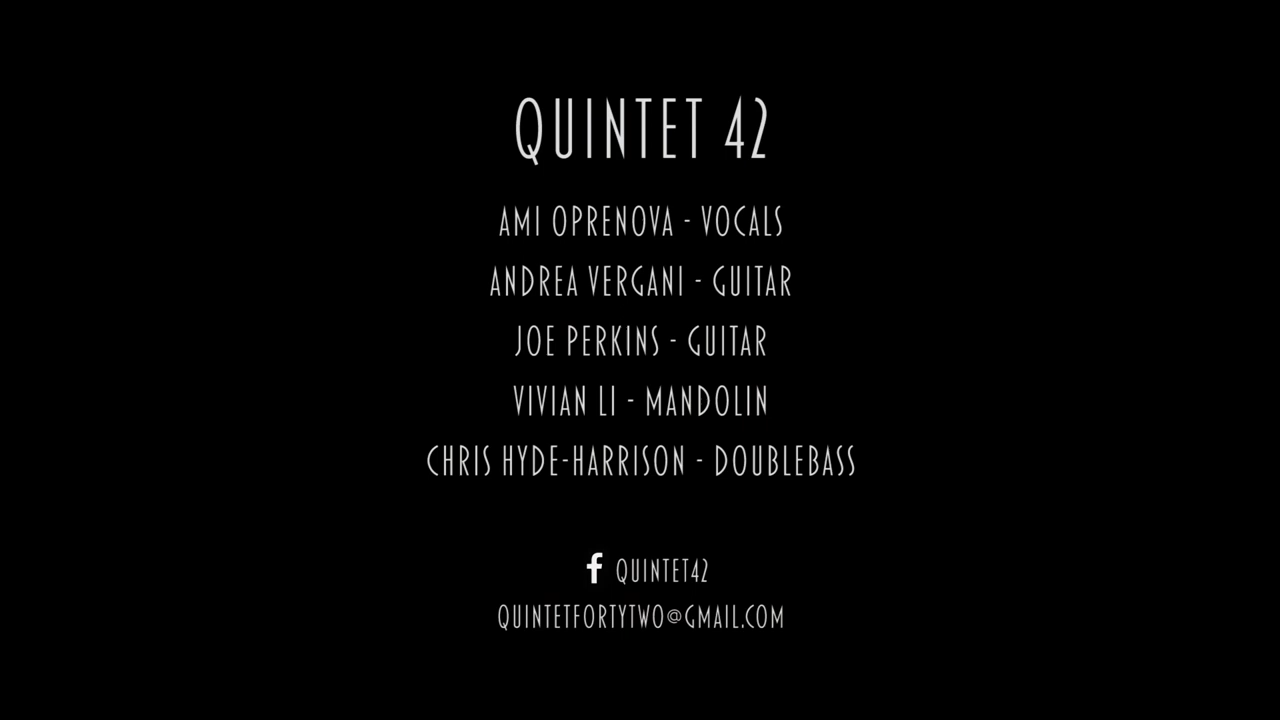 QUINTET 42
AMI OPRENOVA - VOCALS
ANDREA VERGANI - GUITAR
JOE PERKINS - GUITAR
VIVIAN LI - MANDOLIN
CHRIS HYDE-HARRISON - DOUBLEBASS
QUINTET42
QUINTETFORTYTWO@GMAIL.COM